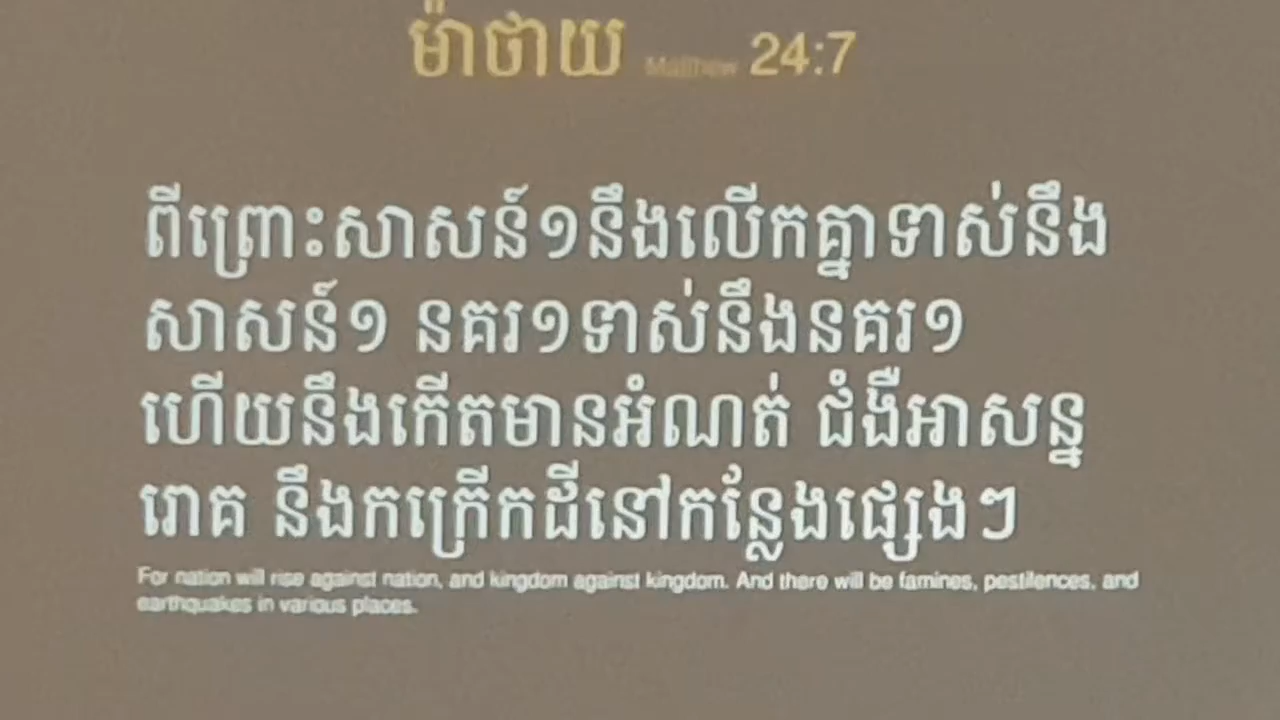 ម៉ាថាយ Matthew 24:7
ពីព្រោះសាសន៍១នឹងលើកគ្នាទាស់នឹង
សាសន៍១ នគរ១ទាស់នឹងនគរ១
ហើយនឹងកើតមានអំណត់ ជំងឺអាសន្ន
រោគ នឹងកក្រើកដីនៅកន្លែងផ្សេងៗ
For nation will rise against nation, and kingdom against kingdom. And there will be famines, pestilences, and
earthquakes in various places.